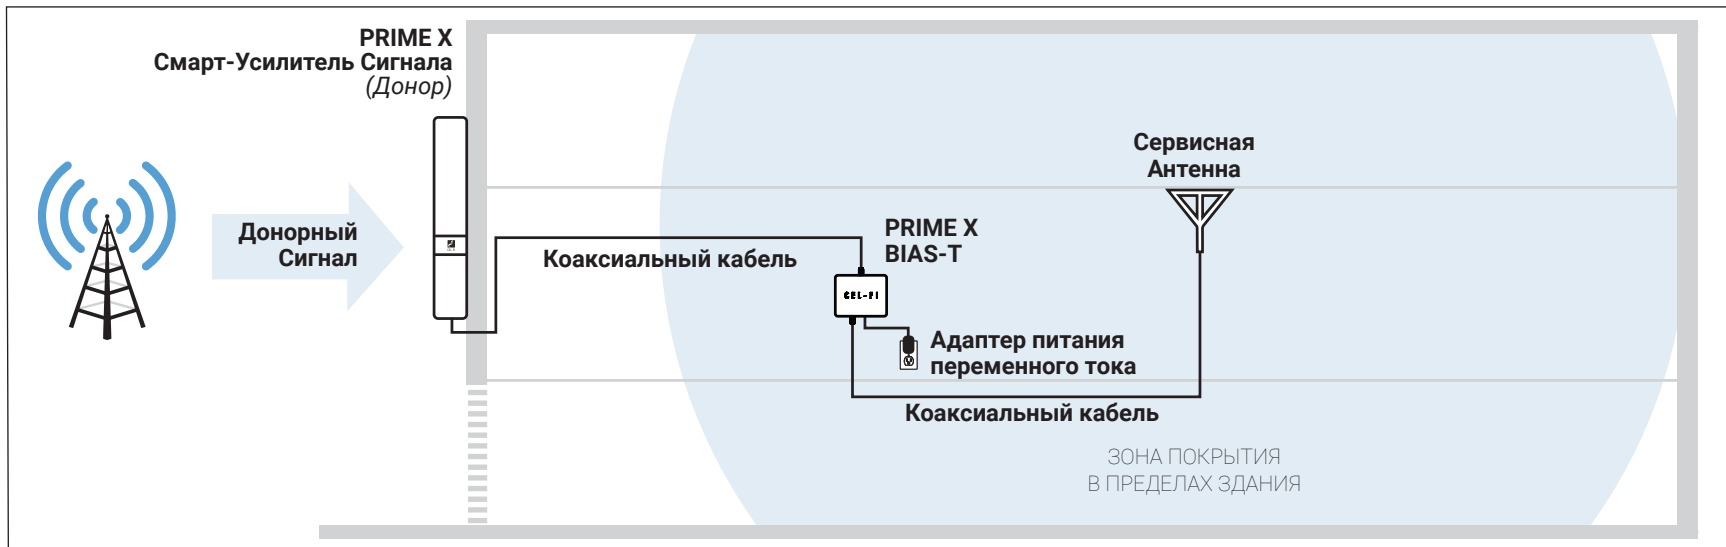 PRIME X
Смарт-Усилитель Сигнала
(Донор)
Донорный
Сигнал
Коаксиальный кабель
PRIME X
BIAS-T
CEL-FI
Адаптер питания
переменного тока
Сервисная
Антенна
Коаксиальный кабель
ЗОНА ПОКРЫТИЯ
В ПРЕДЕЛАХ ЗДАНИЯ